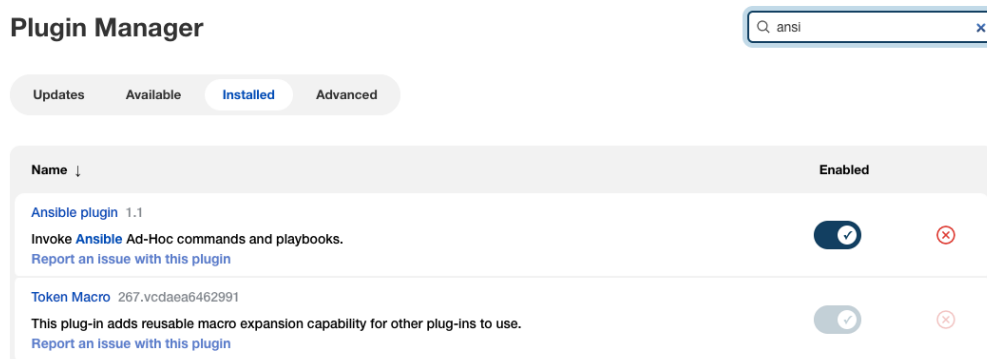 Plugin Manager
ansi
Updates Available Installed Advanced
Name ↓ Enabled
Ansible plugin 1.1
Invoke Ansible Ad-Hoc commands and playbooks.
Report an issue with this plugin
Token Macro 267.vcdaea6462991
This plug-in adds reusable macro expansion capability for other plug-ins to use.
Report an issue with this plugin